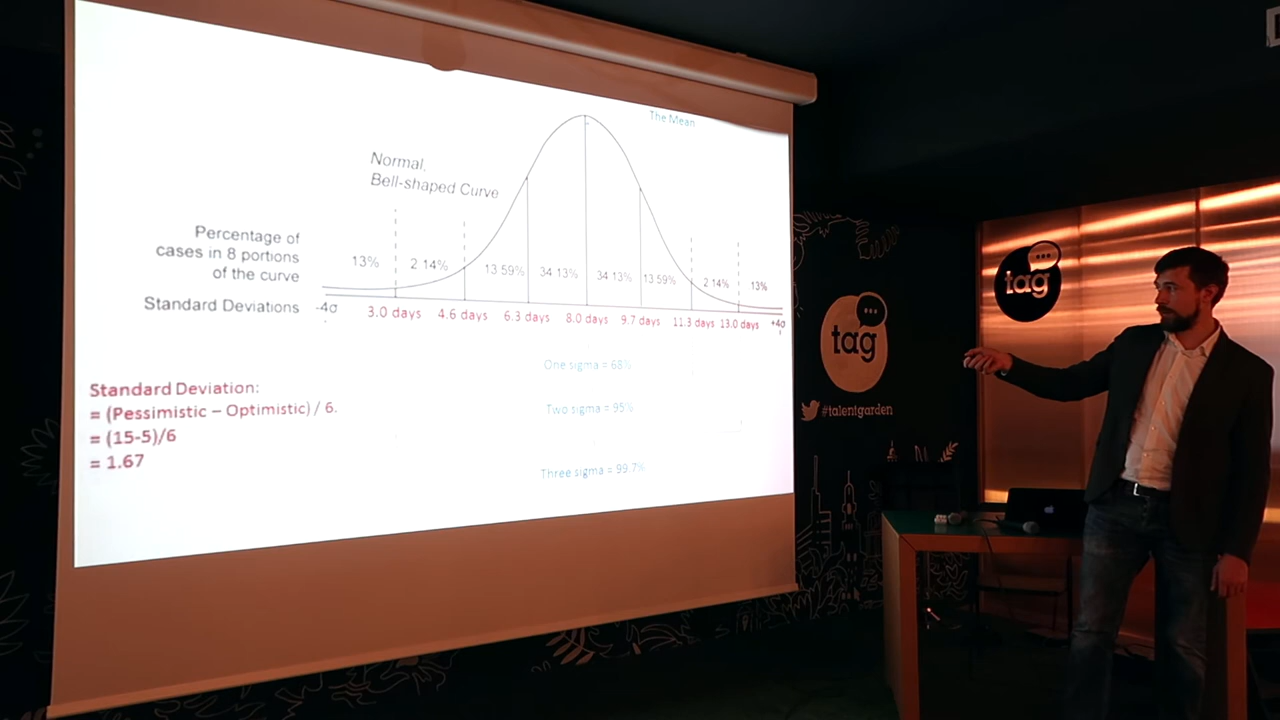 The Mean
Normal,
Bell-shaped Curve
Percentage of
cases in 8 portions
of the curve
13% 2.14% 13.59% 34.13% 34.13% 13.59% 2.14% 13%
Standard Deviations
-4σ 3.0 days 4.6 days 6.3 days 8.0 days 9.7 days 11.3 days 13.0 days +4σ
One sigma = 68%
Two sigma = 95%
Three sigma = 99.7%
Standard Deviation:
= (Pessimistic – Optimistic) / 6.
= (15-5)/6
= 1.67
tag
#talentgarden
tag